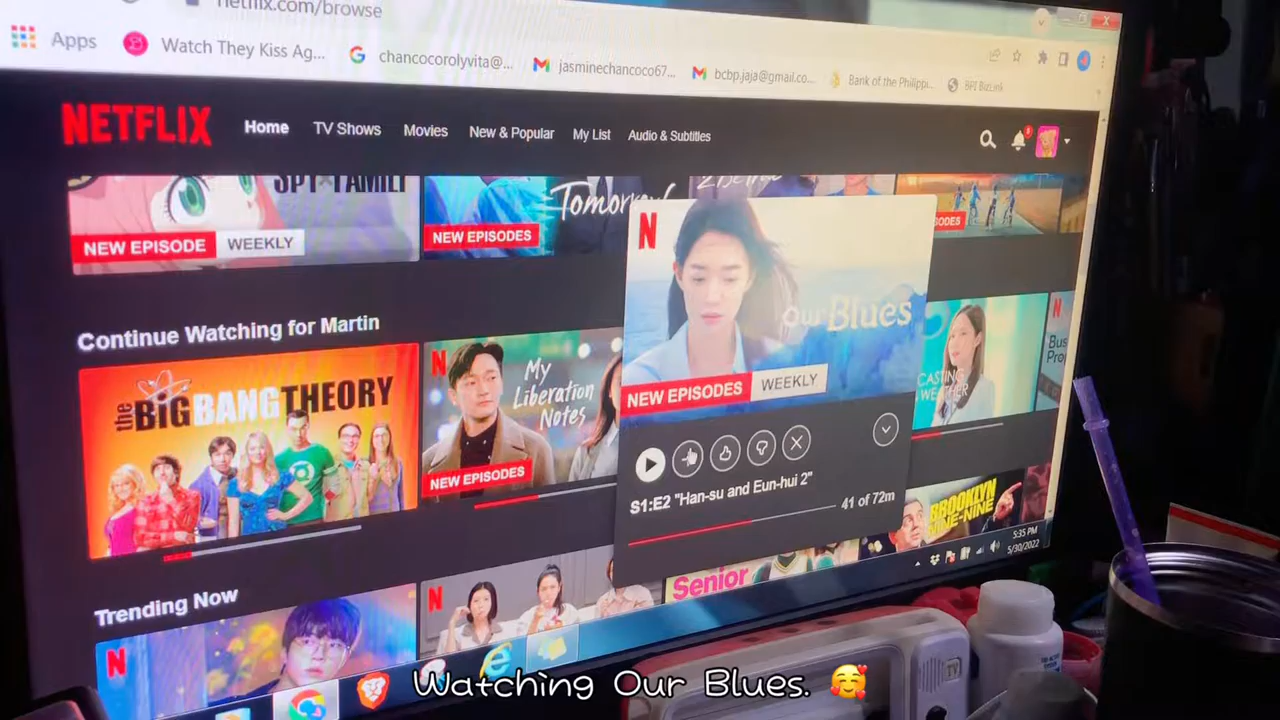 netflix.com/browse
Apps
Watch They Kiss Ag...
chancocorolyvita@...
jasminechancoco67...
bcbp.jaja@gmail.co...
Bank of the Philippi...
BPI BizLink
NETFLIX
Home
TV Shows
Movies
New & Popular
My List
Audio & Subtitles
SPY FAMILY
NEW EPISODE
WEEKLY
Tomorrow
NEW EPISODES
N
Our Blues
NEW EPISODES
WEEKLY
S1:E2 "Han-su and Eun-hui 2"
41 of 72m
Continue Watching for Martin
the BIG BANG THEORY
N
My
Liberation
Notes
NEW EPISODES
CASTING
N
BROOKLYN
NINE-NINE
5:35 PM
5/30/2022
Trending Now
N
N
Senior
TV
Watching Our Blues. 🥰